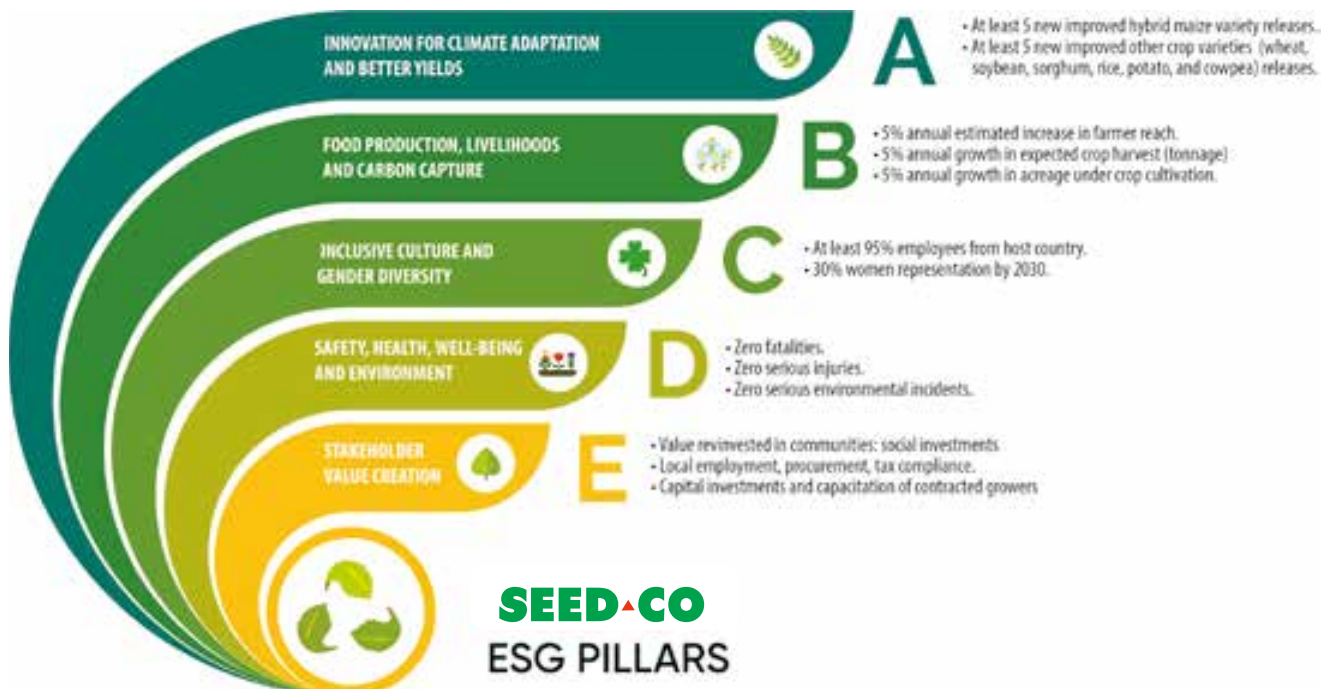 INNOVATION FOR CLIMATE ADAPTATION
AND BETTER YIELDS
A
• At least 5 new improved hybrid maize variety releases..
• At least 5 new improved other crop varieties (wheat,
soybean, sorghum, rice, potato, and cowpea) releases.
FOOD PRODUCTION, LIVELIHOODS
AND CARBON CAPTURE
B
• 5% annual estimated increase in farmer reach.
• 5% annual growth in expected crop harvest (tonnage)
• 5% annual growth in acreage under crop cultivation.
INCLUSIVE CULTURE AND
GENDER DIVERSITY
C
• At least 95% employees from host country.
• 30% women representation by 2030.
SAFETY, HEALTH, WELL-BEING
AND ENVIRONMENT
D
• Zero fatalities.
• Zero serious injuries.
• Zero serious environmental incidents.
STAKEHOLDER
VALUE CREATION
E
• Value revinvested in communities: social investments
• Local employment, procurement, tax compliance.
• Capital investments and capacitation of contracted growers
SEED CO
ESG PILLARS